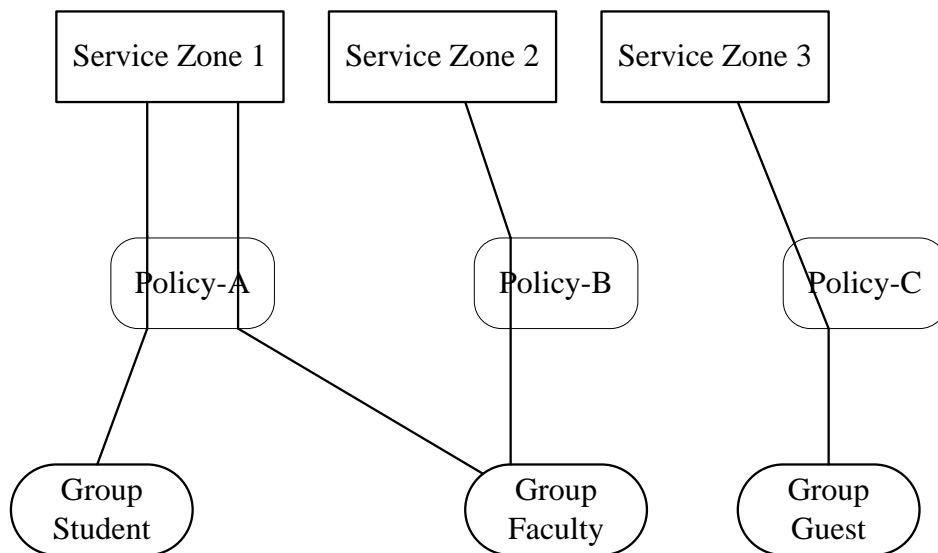 Service Zone 1
Service Zone 2
Service Zone 3
Policy-A
Policy-B
Policy-C
Group
Student
Group
Faculty
Group
Guest